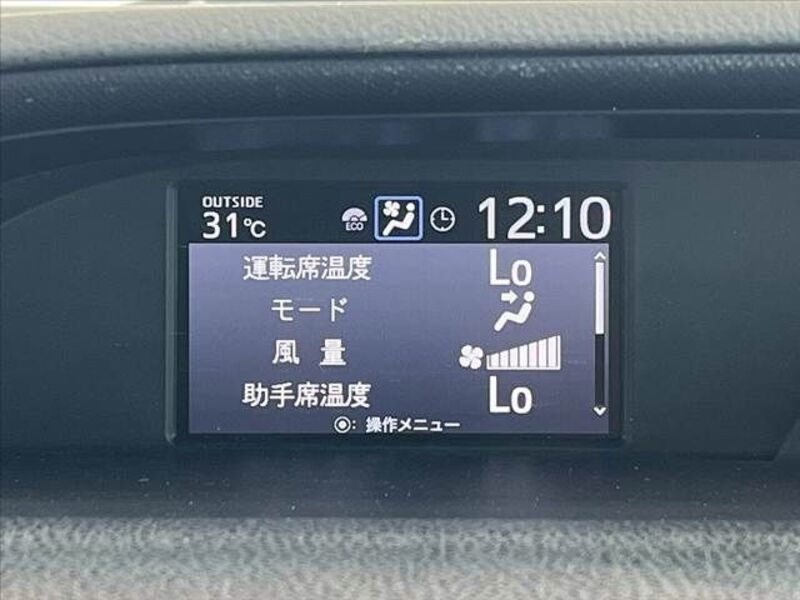 OUTSIDE
31℃ ECO 12:10
運転席温度 Lo
モード
風 量
助手席温度 Lo
◉: 操作メニュー